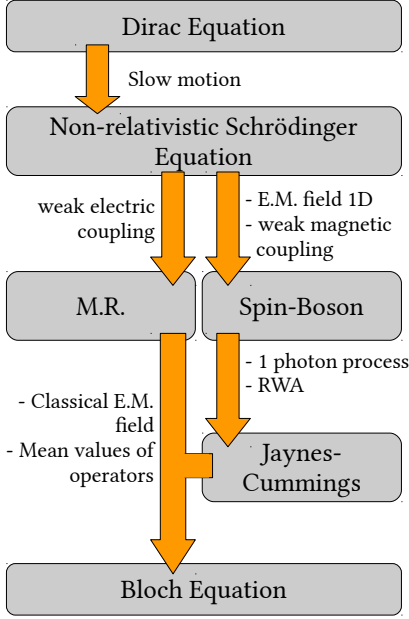 Dirac Equation
Slow motion
Non-relativistic Schrödinger
Equation
weak electric
coupling
- E.M. field 1D
- weak magnetic
coupling
M.R.
Spin-Boson
- 1 photon process
- RWA
- Classical E.M.
field
- Mean values of
operators
Jaynes-
Cummings
Bloch Equation